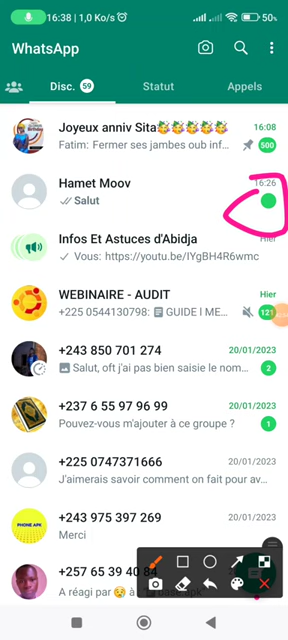 16:38 | 1,0 Ko/s
50%
WhatsApp
Disc. 59
Statut
Appels
Joyeux anniv Sita
16:08
Fatim: Fermer ses jambes oub inf…
500
Hamet Moov
16:26
Salut
Infos Et Astuces d'Abidja
Hier
Vous: https://youtu.be/IYgBH4R6wmc
WEBINAIRE - AUDIT
Hier
+225 0544130798: GUIDE I ME…
121
+243 850 701 274
20/01/2023
Salut, oft j'ai pas bien saisie le nom…
2
+237 6 55 97 96 99
20/01/2023
Pouvez-vous m'ajouter à ce groupe ?
1
+225 0747371666
20/01/2023
J'aimerais savoir comment on fait pour av…
PHONE APK
+243 975 397 269
20/01/2023
Merci
+257 65 39 40 84
A réagi par